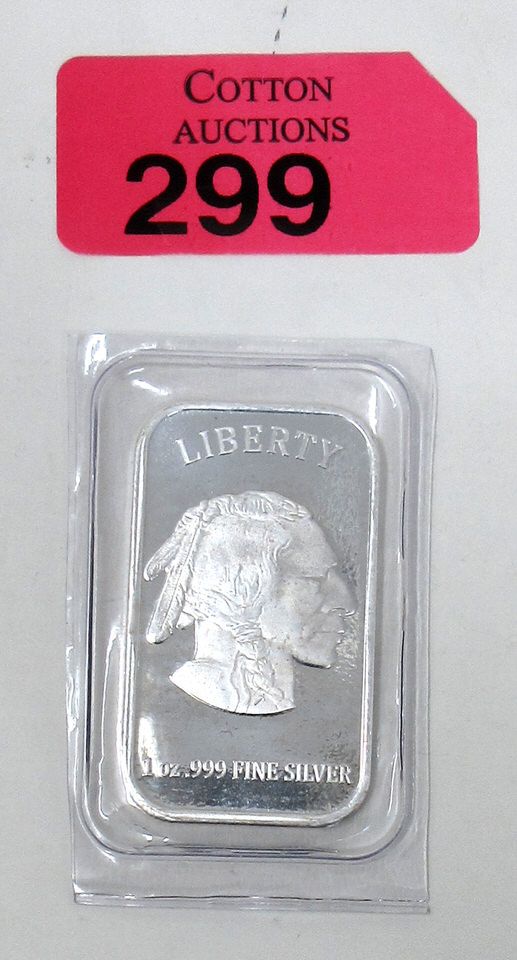 COTTON
AUCTIONS
299
LIBERTY
1 oz .999 FINE SILVER